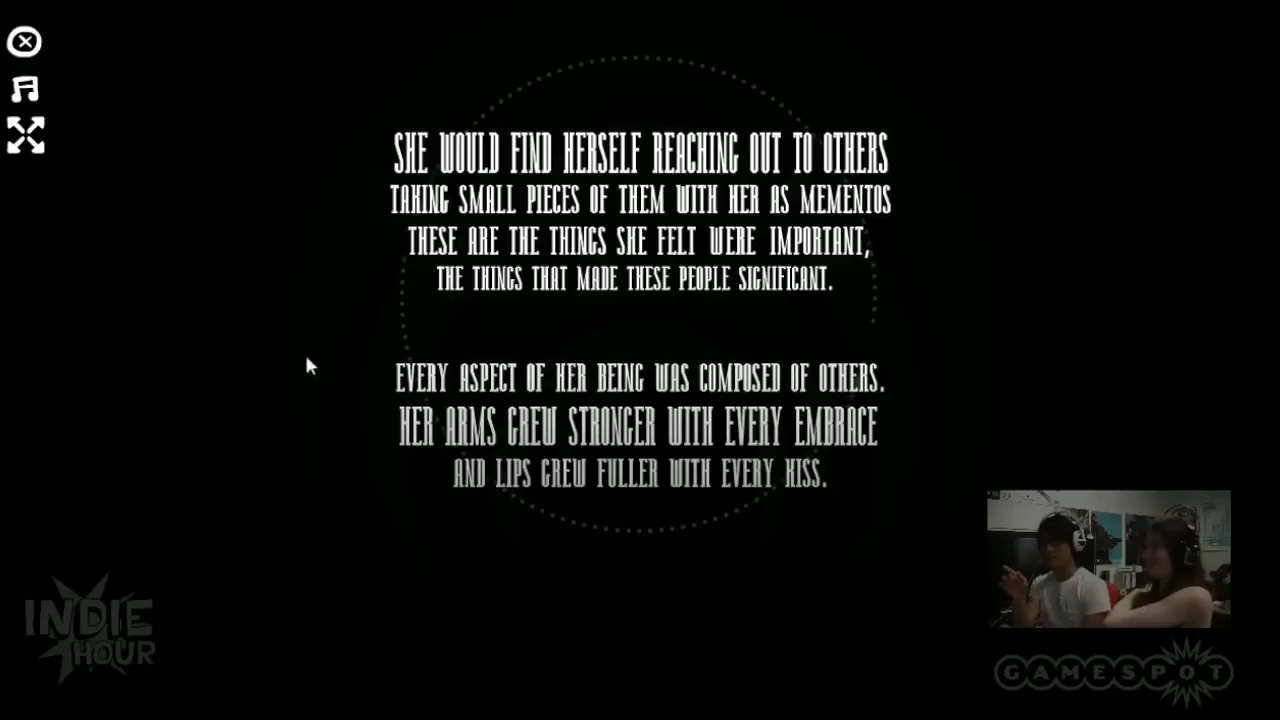 SHE WOULD FIND HERSELF REACHING OUT TO OTHERS
TAKING SMALL PIECES OF THEM WITH HER AS MEMENTOS
THESE ARE THE THINGS SHE FELT WERE IMPORTANT,
THE THINGS THAT MADE THESE PEOPLE SIGNIFICANT.
EVERY ASPECT OF HER BEING WAS COMPOSED OF OTHERS.
HER ARMS GREW STRONGER WITH EVERY EMBRACE
AND LIPS GREW FULLER WITH EVERY KISS.
INDIE
HOUR
GAMESPOT